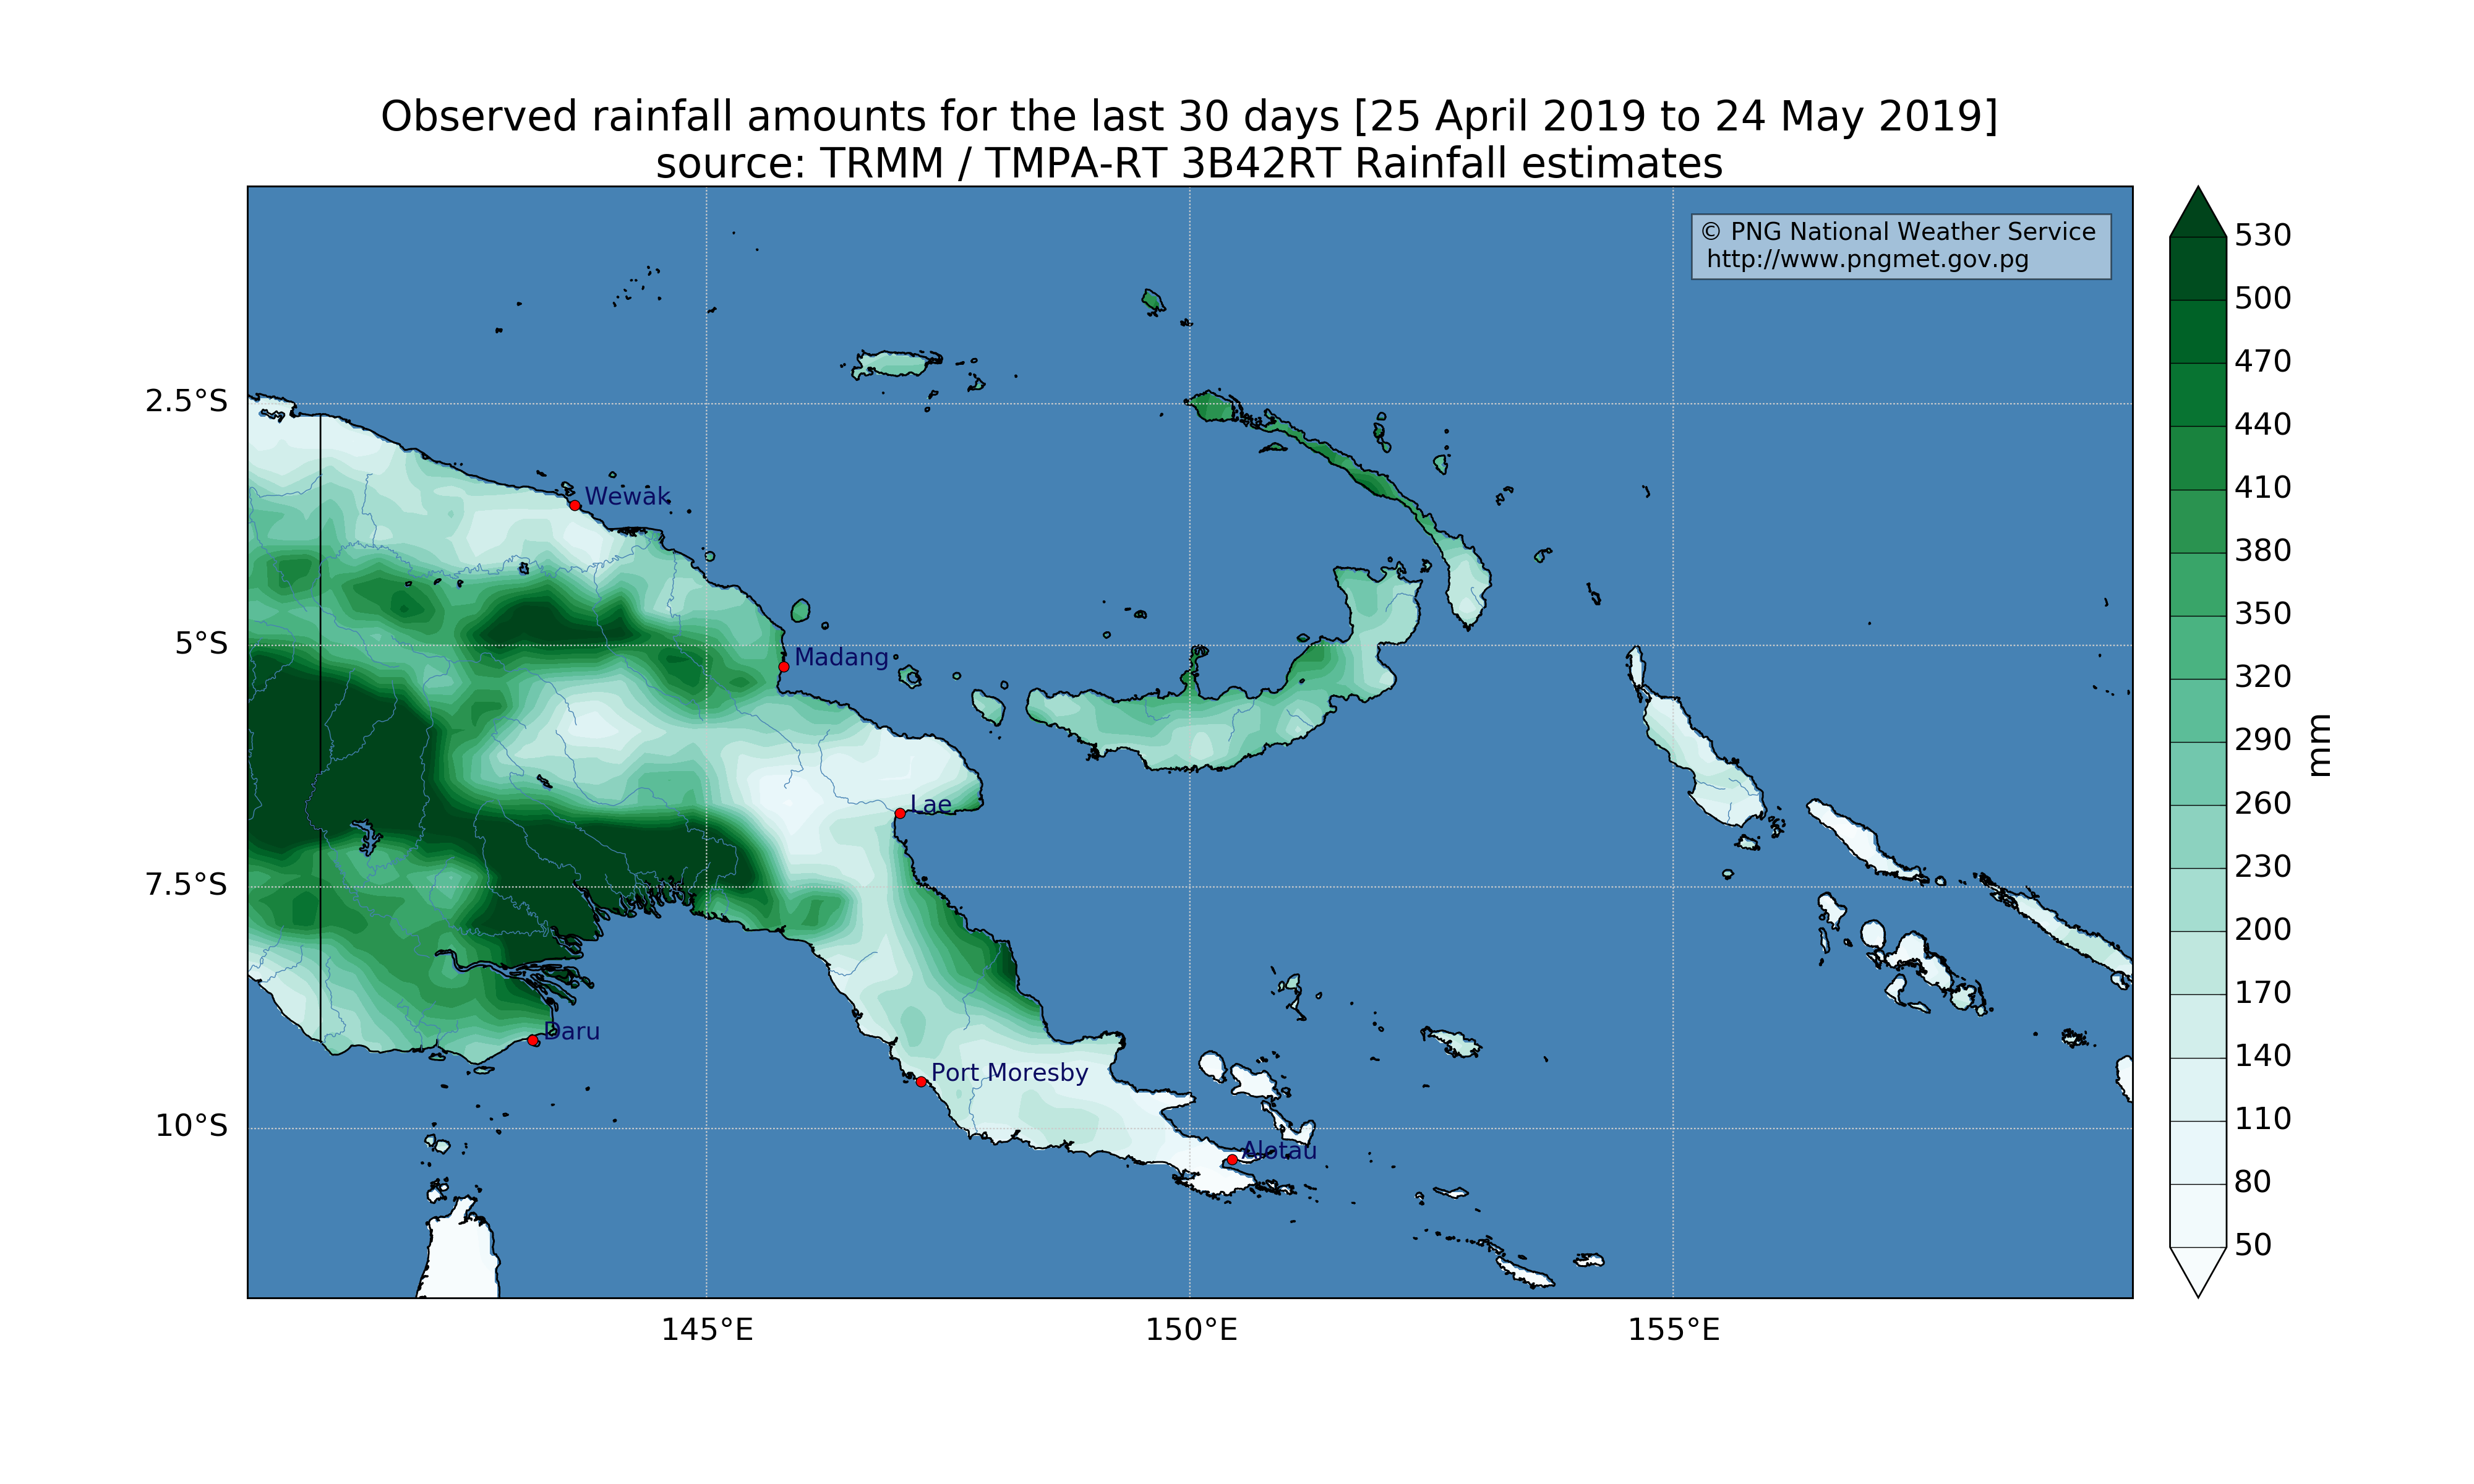 Observed rainfall amounts for the last 30 days [25 April 2019 to 24 May 2019]
source: TRMM / TMPA-RT 3B42RT Rainfall estimates
© PNG National Weather Service
http://www.pngmet.gov.pg
530
500
470
440
410
380
350
320
290
260
230
200
170
140
110
80
50
mm
2.5°S
5°S
7.5°S
10°S
Wewak
Madang
Lae
Daru
Port Moresby
Alotau
145°E
150°E
155°E